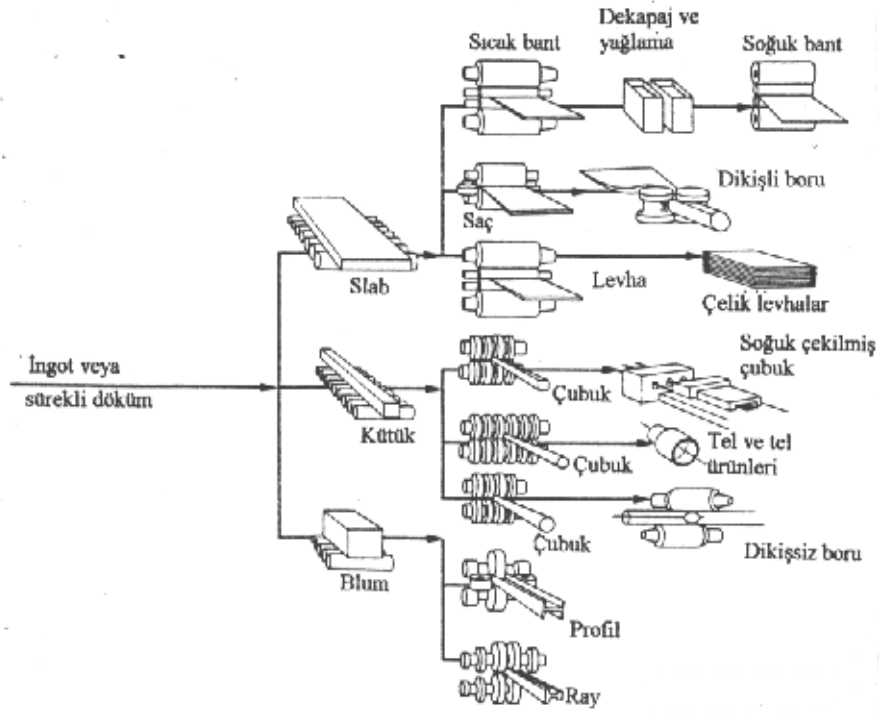 Sıcak bant
Dekapaj ve
yağlama
Soğuk bant
Saç
Dikişli boru
Slab
Levha
Çelik levhalar
İngot veya
sürekli döküm
Kütük
Çubuk
Soğuk çekilmiş
çubuk
Çubuk
Tel ve tel
ürünleri
Çubuk
Dikişsiz boru
Blum
Profil
Ray